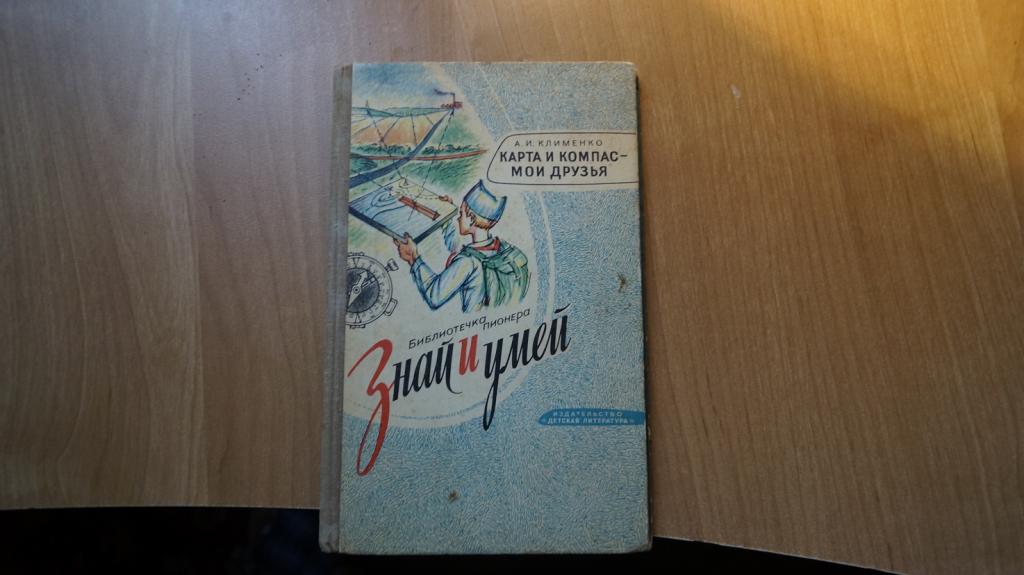 А. И. КЛИМЕНКО
КАРТА И КОМПАС –
МОИ ДРУЗЬЯ
Библиотечка пионера
Знай и умей
ИЗДАТЕЛЬСТВО
"ДЕТСКАЯ ЛИТЕРАТУРА"